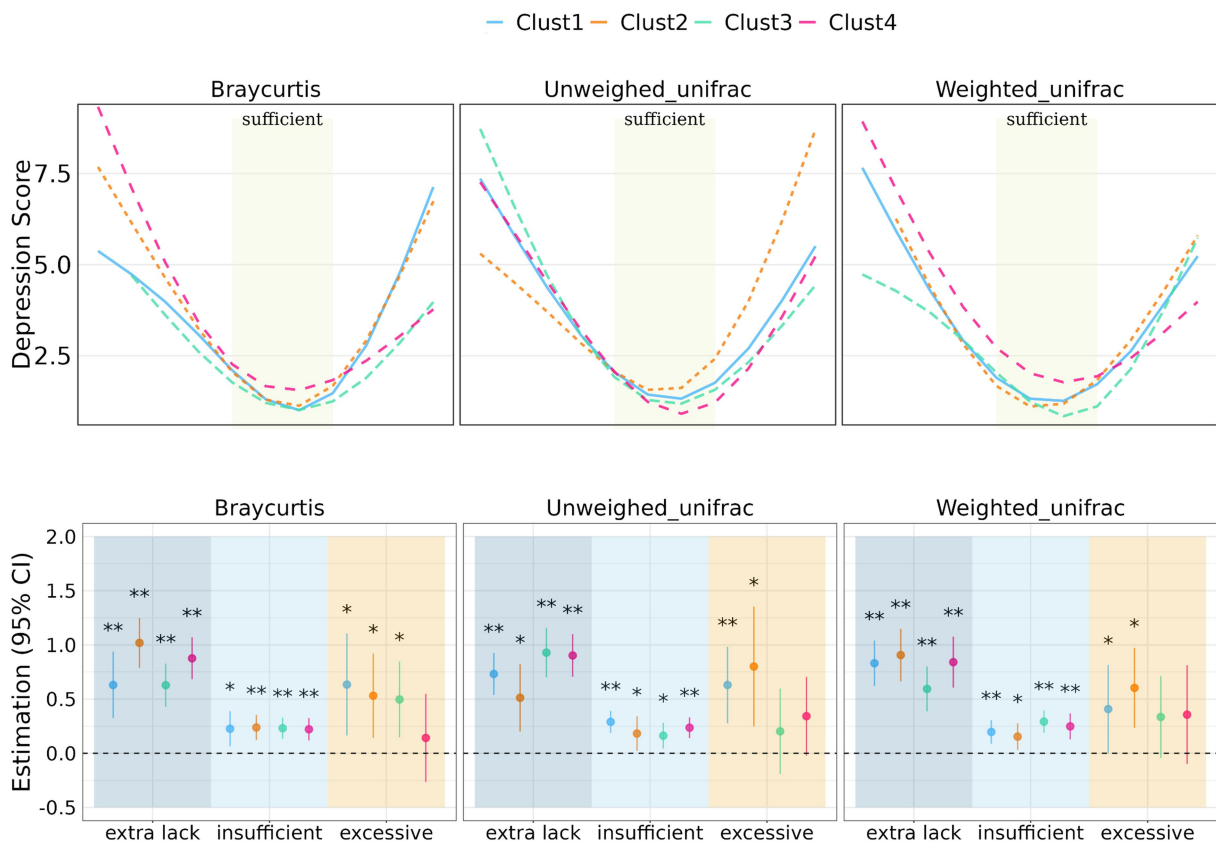 Clust1 Clust2 Clust3 Clust4
Braycurtis Unweighed_unifrac Weighted_unifrac
sufficient sufficient sufficient
Depression Score
7.5
5.0
2.5
Braycurtis Unweighed_unifrac Weighted_unifrac
Estimation (95% CI)
2.0
1.5
1.0
0.5
0.0
-0.5
** ** ** ** * ** ** ** * * *
** * ** ** ** * * ** ** *
** ** ** ** ** * ** ** * *
extra lack insufficient excessive extra lack insufficient excessive extra lack insufficient excessive